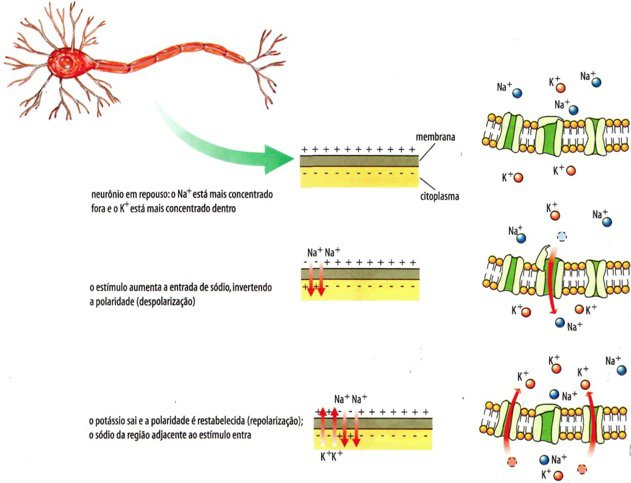 Na+
K+
Na+
Na+
membrana
+ + + + + + + + + + + +
- - - - - - - - - - - -
K+
K+
citoplasma
neurônio em repouso: o Na+ está mais concentrado
fora e o K+ está mais concentrado dentro
K+
Na+
Na+
Na+ Na+
- - + + + + + + + + + +
+ + - - - - - - - - - -
o estímulo aumenta a entrada de sódio, invertendo
a polaridade (despolarização)
K+
K+
Na+
K+
Na+
K+
K+
Na+
Na+ Na+
+ + - - + + + + + + + +
o potássio sai e a polaridade é restabelecida (repolarização);
o sódio da região adjacente ao estímulo entra
- - + + - - - - - - - -
K+ K+
Na+
K+